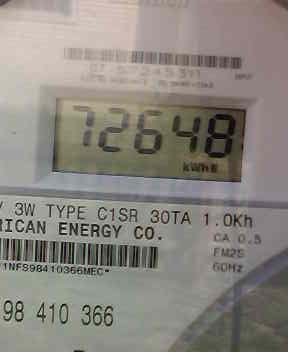 57245311
72648
kWh
V 3W TYPE C1SR 30TA 1.0Kh
RICAN ENERGY CO.
CA 0.5
FM2S
60Hz
1NFS98410366MEC*
98 410 366